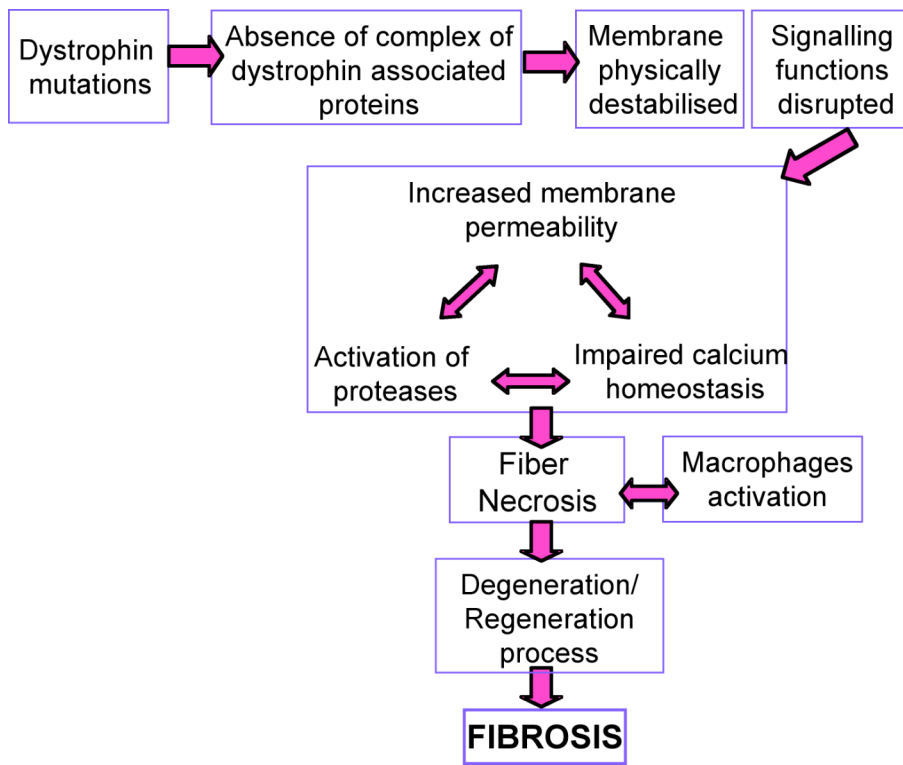 Dystrophin
mutations
Absence of complex of
dystrophin associated
proteins
Membrane
physically
destabilised
Signalling
functions
disrupted
Increased membrane
permeability
Activation of
proteases
Impaired calcium
homeostasis
Fiber
Necrosis
Macrophages
activation
Degeneration/
Regeneration
process
FIBROSIS